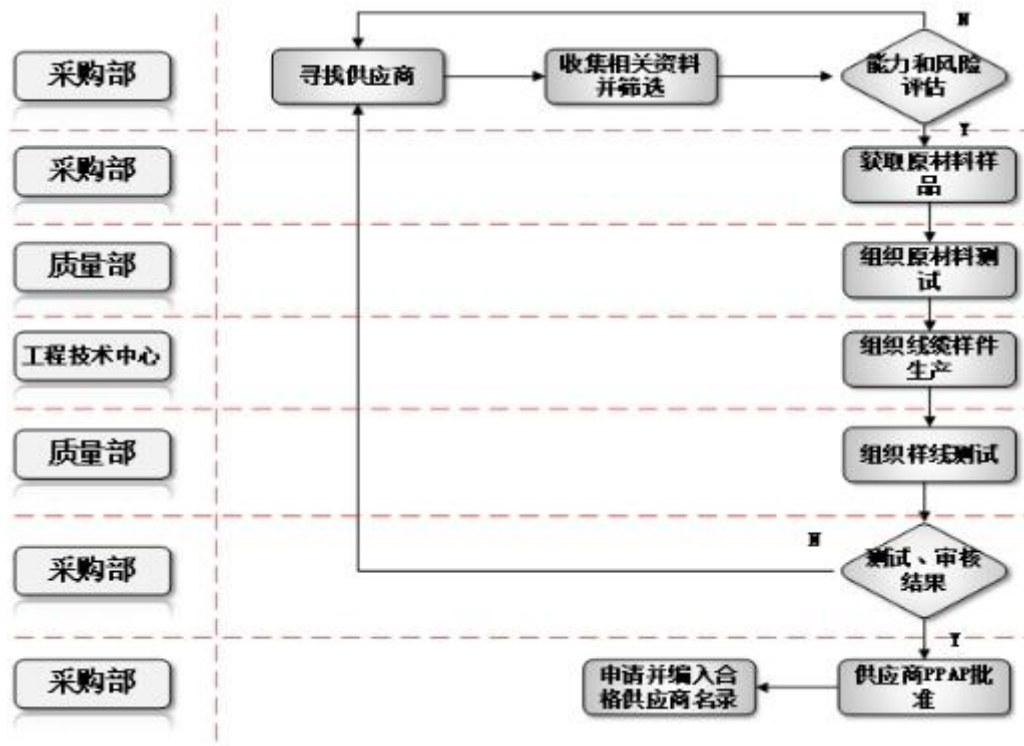 N
采购部
寻找供应商
收集相关资料
并筛选
能力和风险
评估
Y
采购部
获取原材料样
品
质量部
组织原材料测
试
工程技术中心
组织线缆样件
生产
质量部
组织样线测试
N
采购部
测试、审核
结果
Y
采购部
申请并编入合
格供应商名录
供应商PPAP批
准